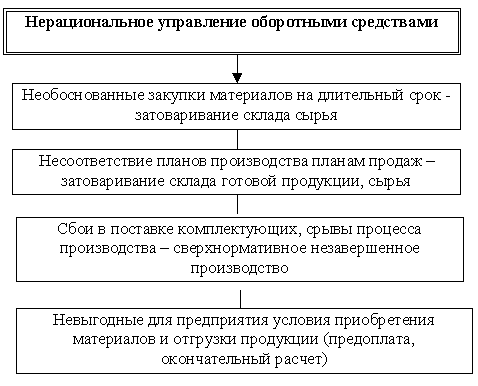 Нерациональное управление оборотными средствами
Необоснованные закупки материалов на длительный срок -
затоваривание склада сырья
Несоответствие планов производства планам продаж –
затоваривание склада готовой продукции, сырья
Сбои в поставке комплектующих, срывы процесса
производства – сверхнормативное незавершенное
производство
Невыгодные для предприятия условия приобретения
материалов и отгрузки продукции (предоплата,
окончательный расчет)